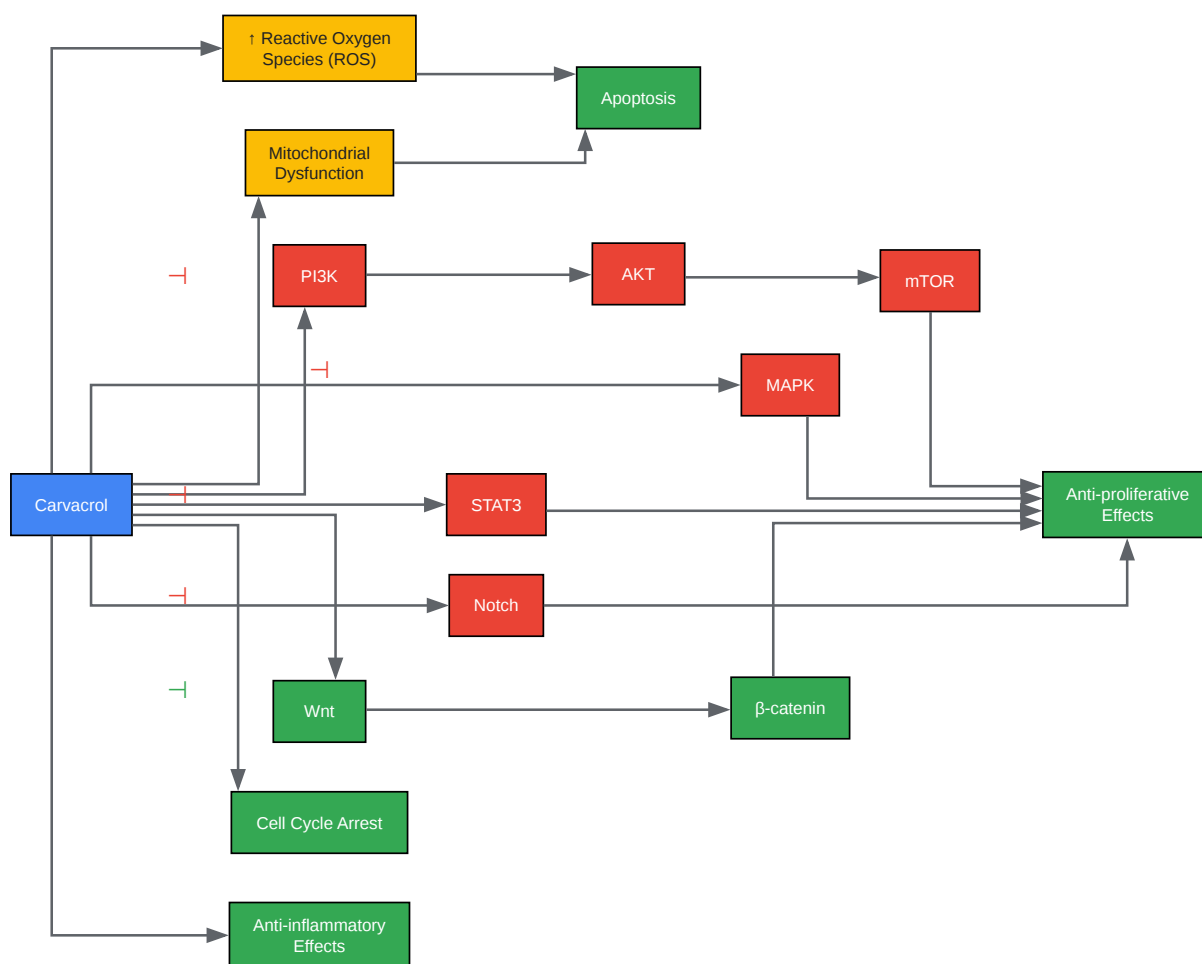 ↑ Reactive Oxygen
Species (ROS)
Apoptosis
Mitochondrial
Dysfunction
PI3K
AKT
mTOR
MAPK
Carvacrol
STAT3
Anti-proliferative
Effects
Notch
Wnt
β-catenin
Cell Cycle Arrest
Anti-inflammatory
Effects